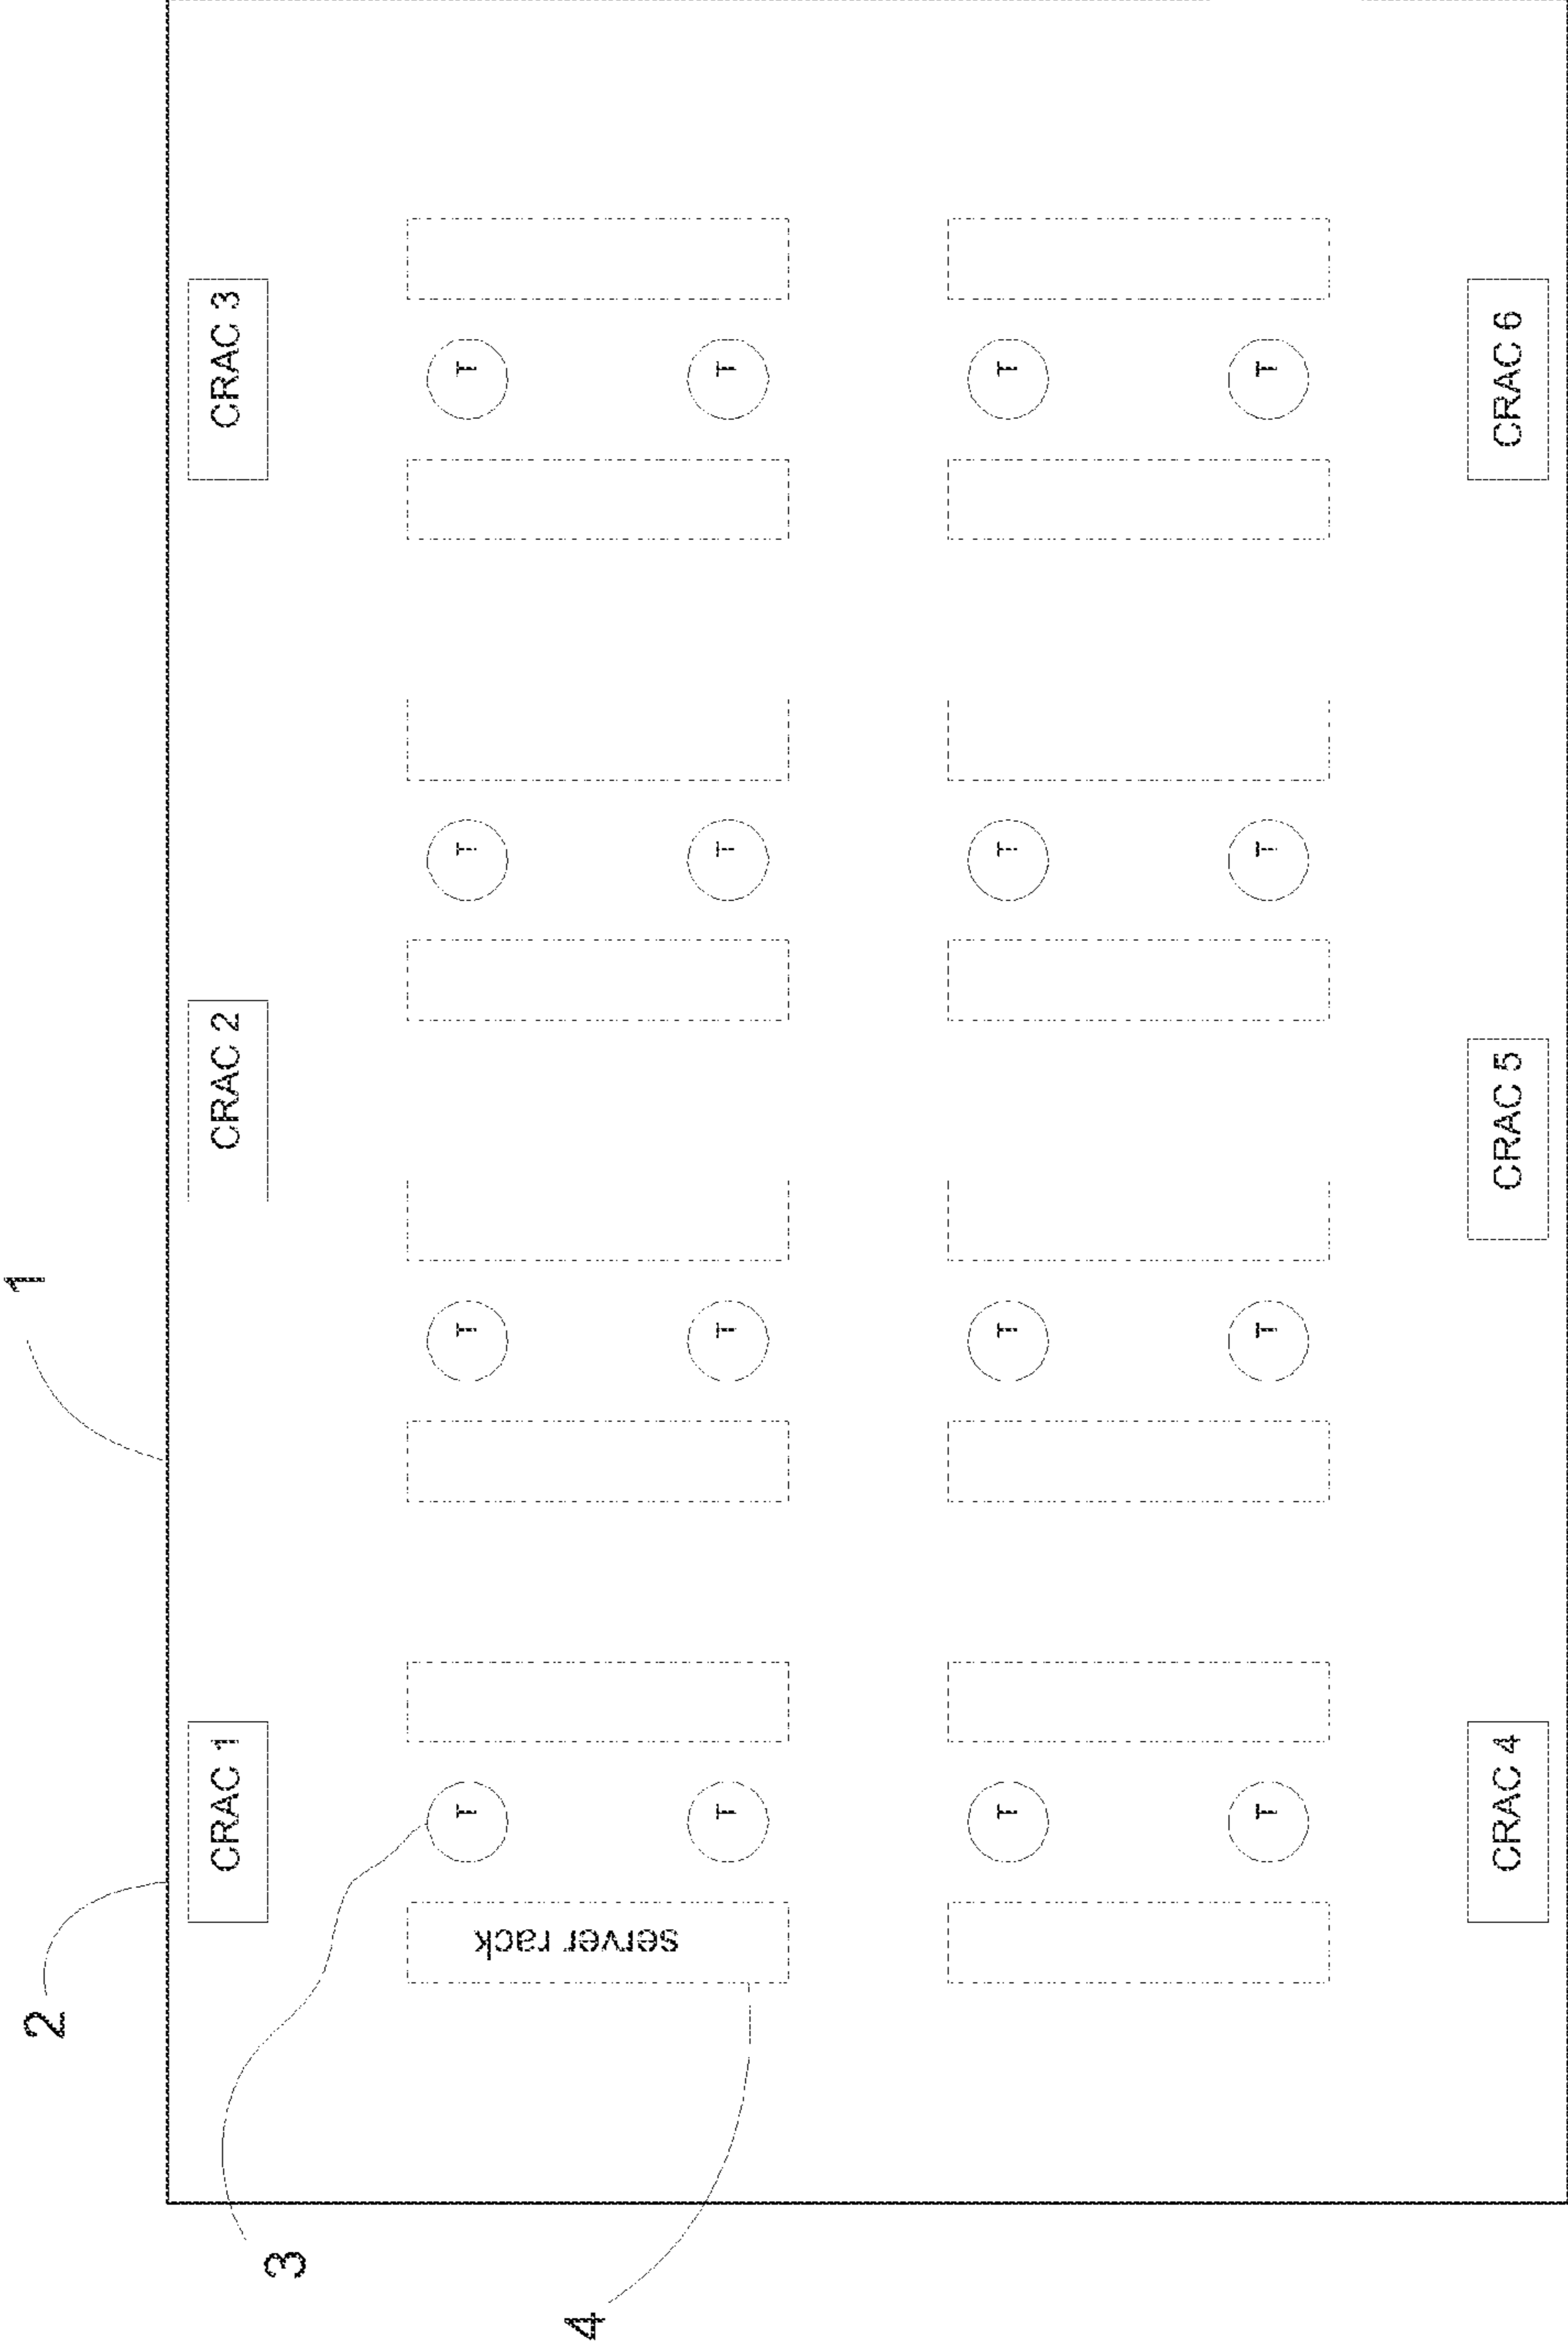 2 1
CRAC 1 CRAC 2 CRAC 3
3
T T T T
4 server rack
T T T T
T T T T
T T T T
CRAC 4 CRAC 5 CRAC 6